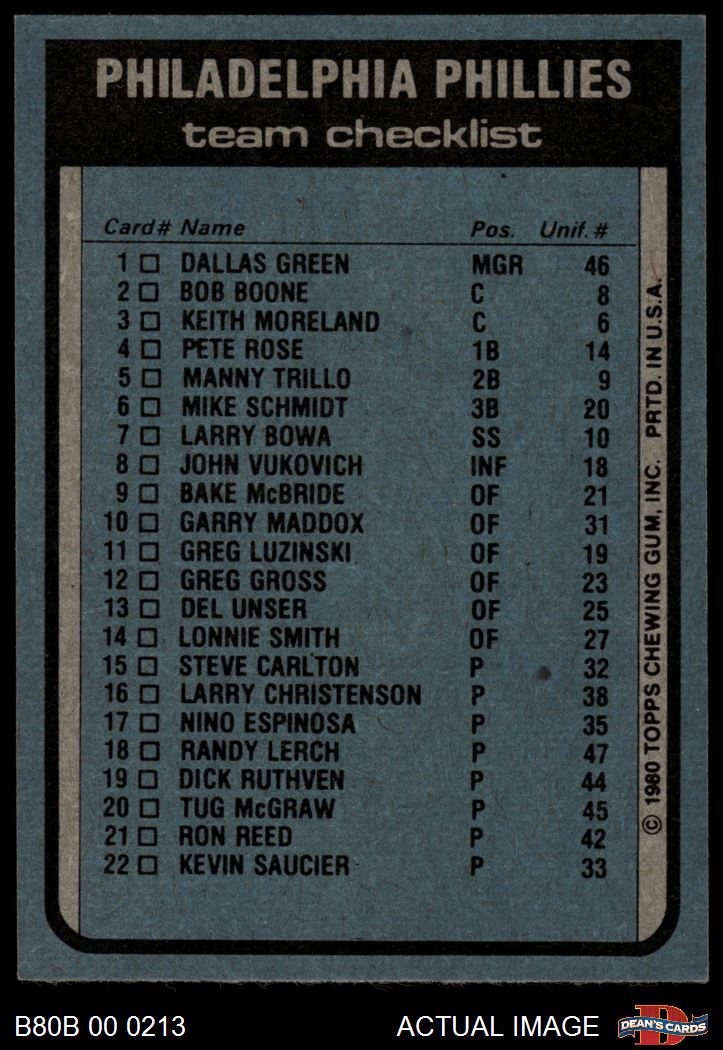 PHILADELPHIA PHILLIES
team checklist
Card# Name Pos. Unif. #
1 DALLAS GREEN MGR 46
2 BOB BOONE C 8
3 KEITH MORELAND C 6
4 PETE ROSE 1B 14
5 MANNY TRILLO 2B 9
6 MIKE SCHMIDT 3B 20
7 LARRY BOWA SS 10
8 JOHN VUKOVICH INF 18
9 BAKE McBRIDE OF 21
10 GARRY MADDOX OF 31
11 GREG LUZINSKI OF 19
12 GREG GROSS OF 23
13 DEL UNSER OF 25
14 LONNIE SMITH OF 27
15 STEVE CARLTON P 32
16 LARRY CHRISTENSON P 38
17 NINO ESPINOSA P 35
18 RANDY LERCH P 47
19 DICK RUTHVEN P 44
20 TUG McGRAW P 45
21 RON REED P 42
22 KEVIN SAUCIER P 33
© 1980 TOPPS CHEWING GUM, INC. PRTD. IN U.S.A.
B80B 00 0213 ACTUAL IMAGE
D
DEAN'S CARDS